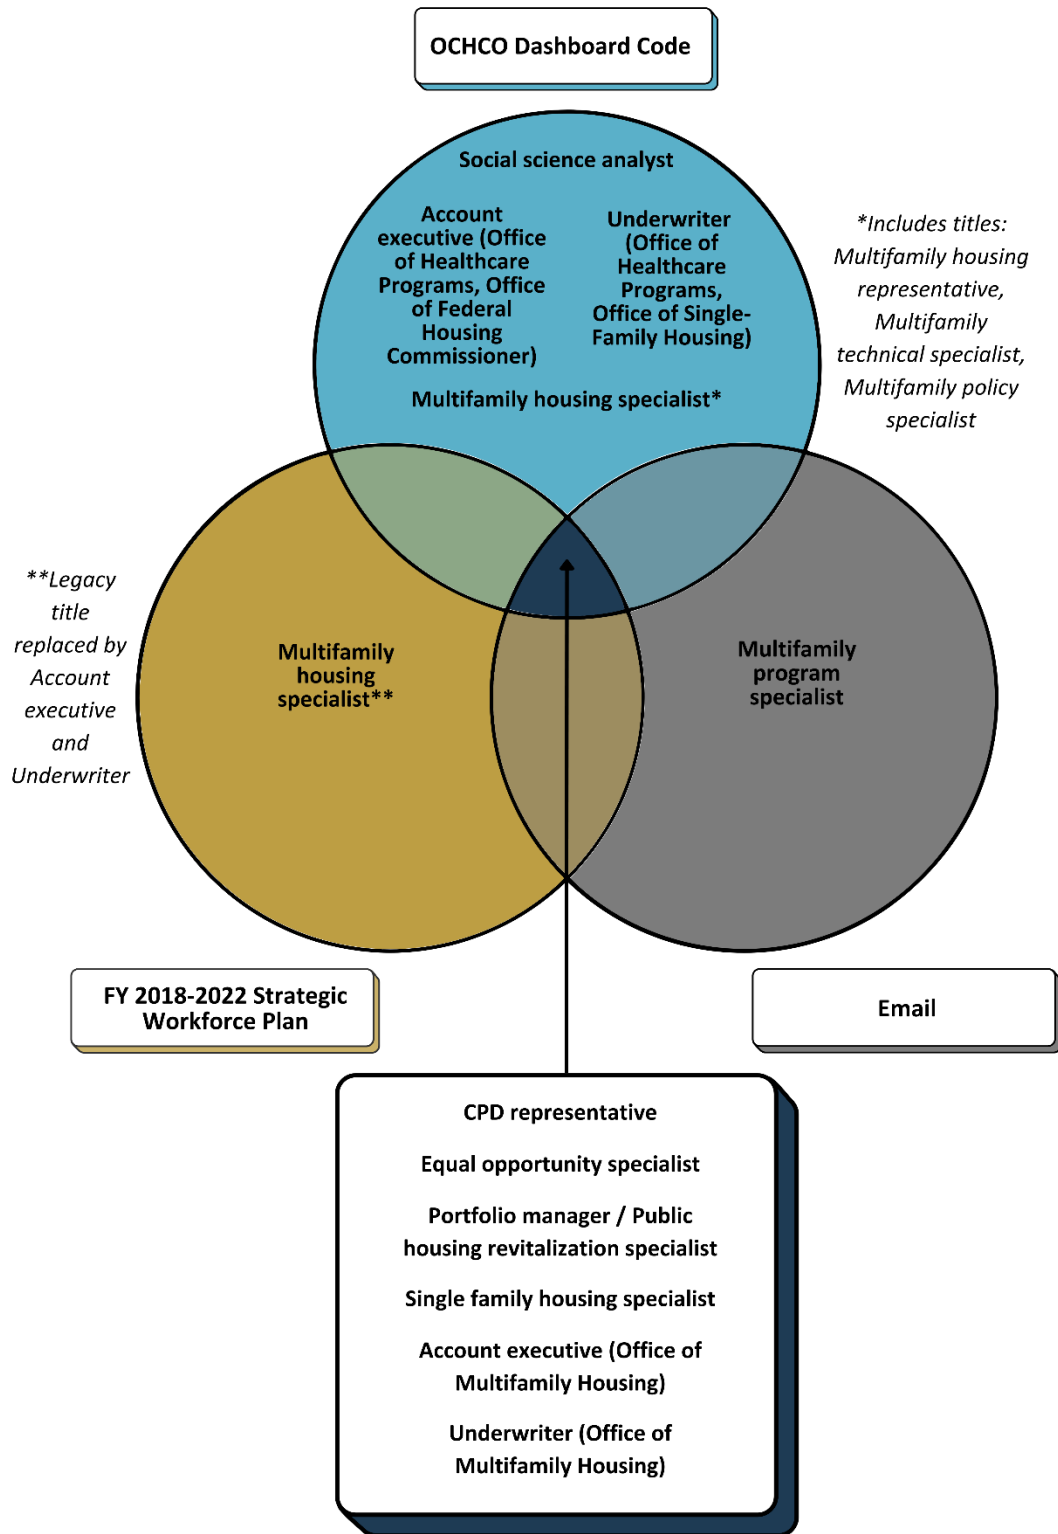 OCHCO Dashboard Code
Social science analyst
Account
executive (Office
of Healthcare
Programs, Office
of Federal
Housing
Commissioner)
Underwriter
(Office of
Healthcare
Programs,
Office of Single-
Family Housing)
Multifamily housing specialist*
*Includes titles:
Multifamily housing
representative,
Multifamily
technical specialist,
Multifamily policy
specialist
**Legacy
title
replaced by
Account
executive
and
Underwriter
Multifamily
housing
specialist**
Multifamily
program
specialist
FY 2018-2022 Strategic
Workforce Plan
Email
CPD representative
Equal opportunity specialist
Portfolio manager / Public
housing revitalization specialist
Single family housing specialist
Account executive (Office of
Multifamily Housing)
Underwriter (Office of
Multifamily Housing)